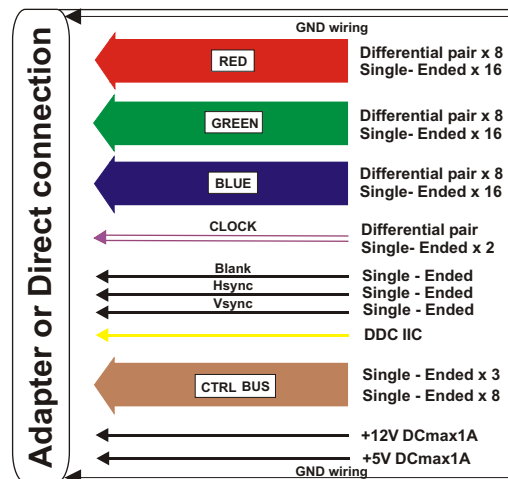 Adapter or Direct connection
GND wiring
RED
Differential pair x 8
Single- Ended x 16
GREEN
Differential pair x 8
Single- Ended x 16
BLUE
Differential pair x 8
Single- Ended x 16
CLOCK
Differential pair
Single- Ended x 2
Blank
Single - Ended
Hsync
Single - Ended
Vsync
Single - Ended
DDC IIC
CTRL BUS
Single - Ended x 3
Single - Ended x 8
+12V DCmax1A
+5V DCmax1A
GND wiring